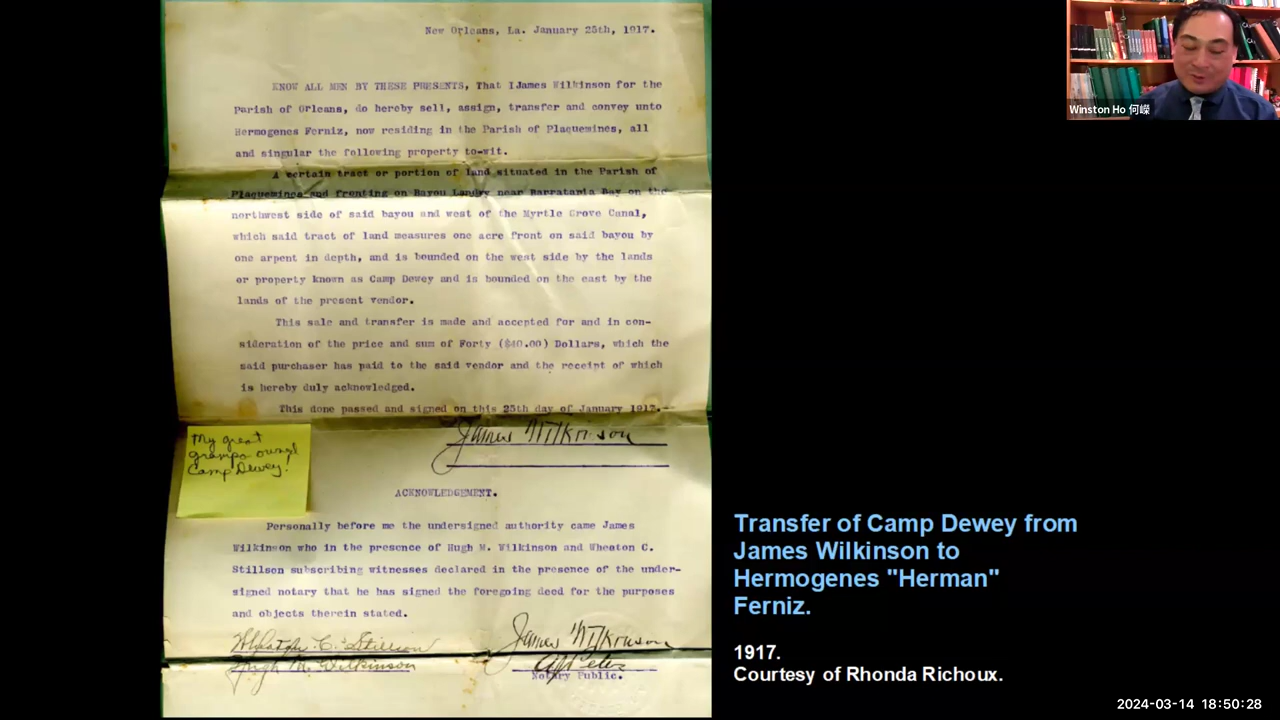 New Orleans, La. January 25th, 1917.
KNOW ALL MEN BY THESE PRESENTS, That I James Wilkinson for the
Parish of Orleans, do hereby sell, assign, transfer and convey unto
Hermogenes Ferniz, now residing in the Parish of Plaquemines, all
and singular the following property to-wit.
A certain tract or portion of land situated in the Parish of
Plaquemines and fronting on Bayou Landry near Barrataria Bay on the
northwest side of said bayou and west of the Myrtle Grove Canal,
which said tract of land measures one acre front on said bayou by
one arpent in depth, and is bounded on the west side by the lands
or property known as Camp Dewey and is bounded on the east by the
lands of the present vendor.
This sale and transfer is made and accepted for and in con-
sideration of the price and sum of Forty ($40.00) Dollars, which the
said purchaser has paid to the said vendor and the receipt of which
is hereby duly acknowledged.
This done passed and signed on this 25th day of January 1917.-
James Wilkinson
My great
gramps owned
Camp Dewey!
ACKNOWLEDGEMENT.
Personally before me the undersigned authority came James
Wilkinson who in the presence of Hugh M. Wilkinson and Wheaton C.
Stillson subscribing witnesses declared in the presence of the under-
signed notary that he has signed the foregoing deed for the purposes
and objects therein stated.
Wheaton C. Stillson
Hugh M. Wilkinson
James Wilkinson
Notary Public.
Winston Ho 何嶸
Transfer of Camp Dewey from
James Wilkinson to
Hermogenes "Herman"
Ferniz.
1917.
Courtesy of Rhonda Richoux.
2024-03-14 18:50:28